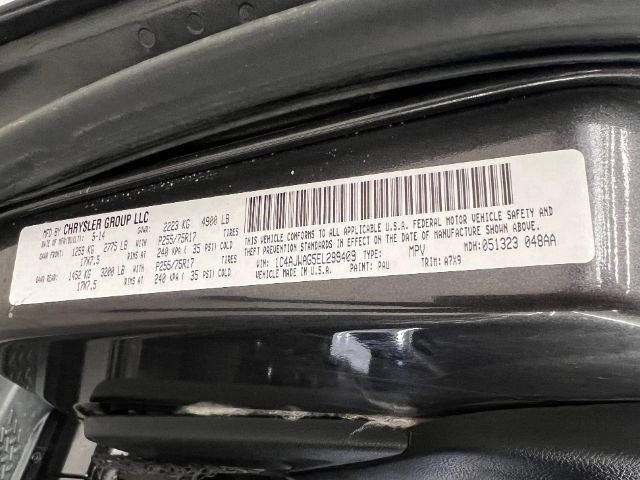 MFD BY CHRYSLER GROUP LLC
DATE OF MFR/BUILT: 5-14 GVWR: 2223 KG 4900 LB
GAWR FRONT: 1259 KG 2775 LB WITH P255/75R17 TIRES
17X7.5 RIMS AT 240 KPA ( 35 PSI) COLD
GAWR REAR: 1452 KG 3200 LB WITH P255/75R17 TIRES
17X7.5 RIMS AT 240 KPA ( 35 PSI) COLD
THIS VEHICLE CONFORMS TO ALL APPLICABLE U.S.A. FEDERAL MOTOR VEHICLE SAFETY AND
THEFT PREVENTION STANDARDS IN EFFECT ON THE DATE OF MANUFACTURE SHOWN ABOVE.
VIN: 1C4AJWAG5EL299409 TYPE: MPV MDH: 051323 048AA
PAINT: PAU TRIM: A7X9